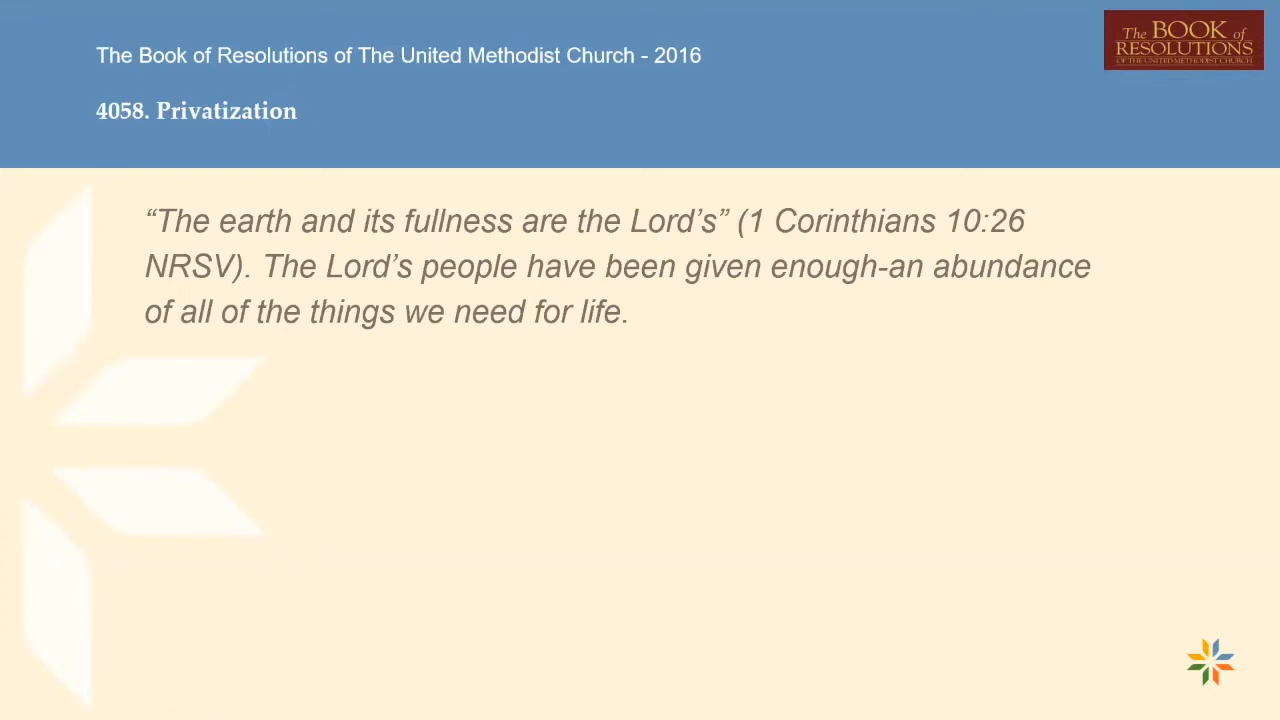 The Book of Resolutions of The United Methodist Church - 2016
The BOOK of
RESOLUTIONS
OF THE UNITED METHODIST CHURCH
4058. Privatization
“The earth and its fullness are the Lord’s” (1 Corinthians 10:26
NRSV). The Lord’s people have been given enough-an abundance
of all of the things we need for life.